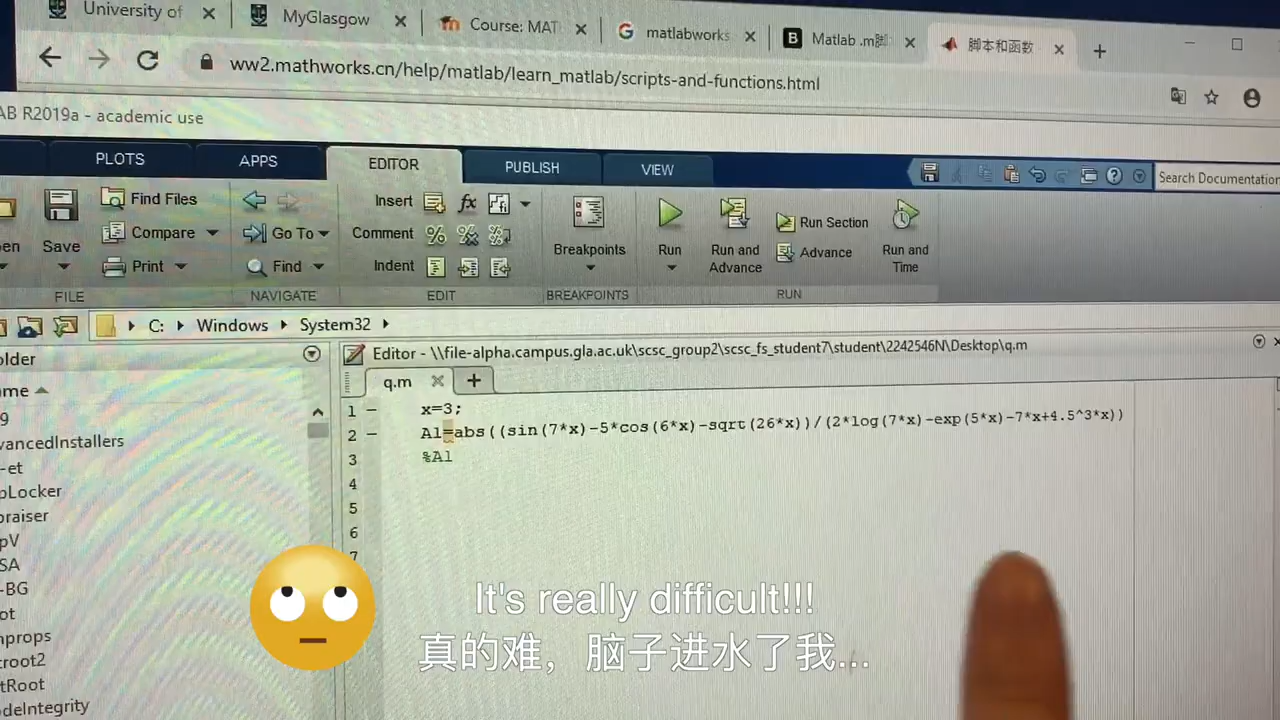 University of
MyGlasgow
Course: MAT
matlabworks
Matlab .m脚
脚本和函数
ww2.mathworks.cn/help/matlab/learn_matlab/scripts-and-functions.html
AB R2019a - academic use
PLOTS
APPS
EDITOR
PUBLISH
VIEW
Search Documentation
Find Files
Insert
fx
Compare
Go To
Comment
Run Section
en
Save
Breakpoints
Run
Run and Advance
Advance
Run and Time
Print
Find
Indent
FILE
NAVIGATE
EDIT
BREAKPOINTS
RUN
C: Windows System32
older
Editor - \\file-alpha.campus.gla.ac.uk\scsc_group2\scsc_fs_student7\student\2242546N\Desktop\q.m
me
q.m
1 x=3;
2 A1=abs((sin(7*x)-5*cos(6*x)-sqrt(26*x))/(2*log(7*x)-exp(5*x)-7*x+4.5^3*x))
3 %A1
4
5
6
7
9
vancedInstallers
-et
pLocker
praiser
pV
SA
-BG
ot
nprops
troot2
tRoot
deIntegrity
It's really difficult!!!
真的难，脑子进水了我...